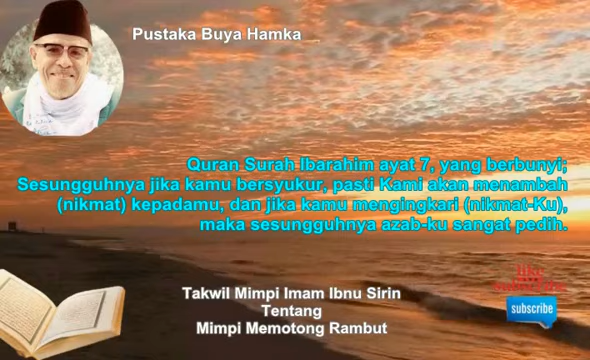 Pustaka Buya Hamka
Quran Surah Ibarahim ayat 7, yang berbunyi;
Sesungguhnya jika kamu bersyukur, pasti Kami akan menambah
(nikmat) kepadamu, dan jika kamu mengingkari (nikmat-Ku),
maka sesungguhnya azab-ku sangat pedih.
Takwil Mimpi Imam Ibnu Sirin
Tentang
Mimpi Memotong Rambut
like
subscribe